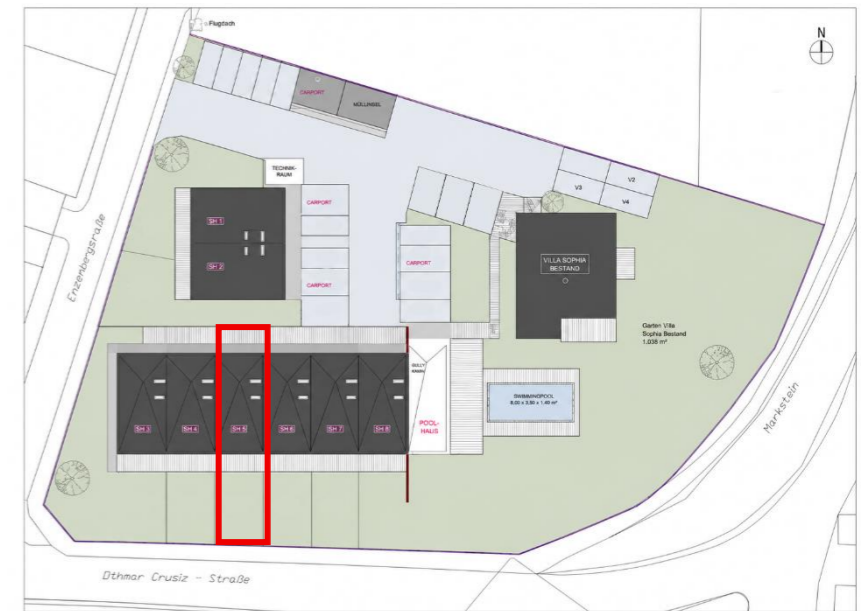 Flugdach
N
CARPORT
MÜLLINSEL
TECHNIK-
RAUM
CARPORT
V2
V3
V4
SH 1
SH 2
CARPORT
CARPORT
VILLA SOPHIA
BESTAND
Enzenbergstraße
Garten Villa
Sophia Bestand
1.038 m²
SH 3
SH 4
SH 5
SH 6
SH 7
SH 8
POOL-
HAUS
SWIMMINGPOOL
Markstein
Othmar Crusiz - Straße